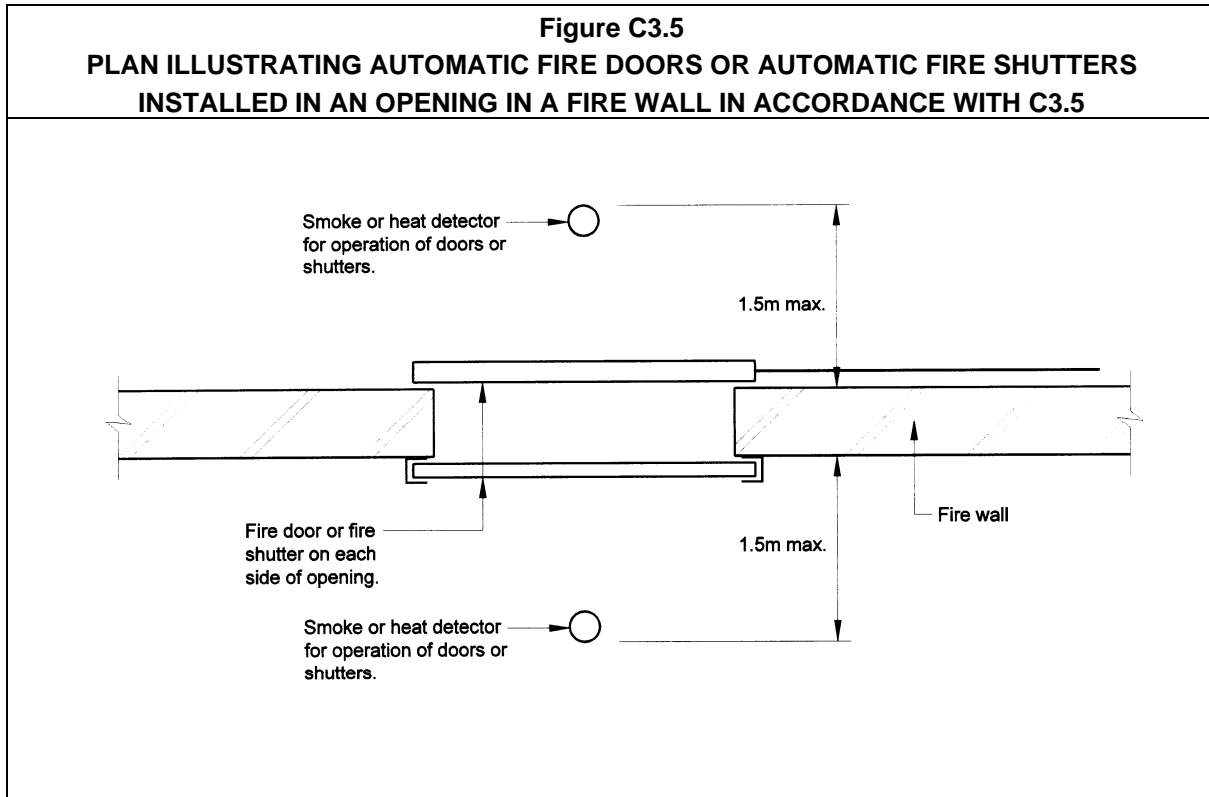 Figure C3.5
PLAN ILLUSTRATING AUTOMATIC FIRE DOORS OR AUTOMATIC FIRE SHUTTERS
INSTALLED IN AN OPENING IN A FIRE WALL IN ACCORDANCE WITH C3.5
Smoke or heat detector
for operation of doors or
shutters.
1.5m max.
Fire wall
Fire door or fire
shutter on each
side of opening.
1.5m max.
Smoke or heat detector
for operation of doors or
shutters.